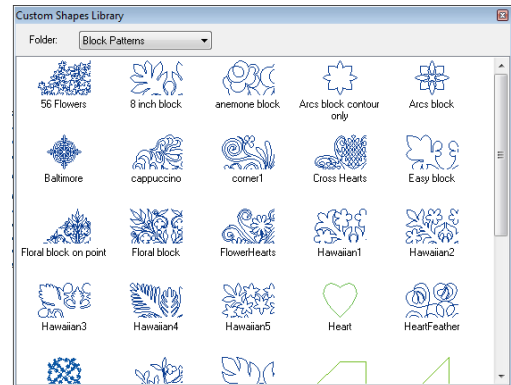 Custom Shapes Library
Folder: Block Patterns
56 Flowers 8 inch block anemone block Arcs block contour only Arcs block
Baltimore cappuccino corner1 Cross Hearts Easy block
Floral block on point Floral block FlowerHearts Hawaiian1 Hawaiian2
Hawaiian3 Hawaiian4 Hawaiian5 Heart HeartFeather